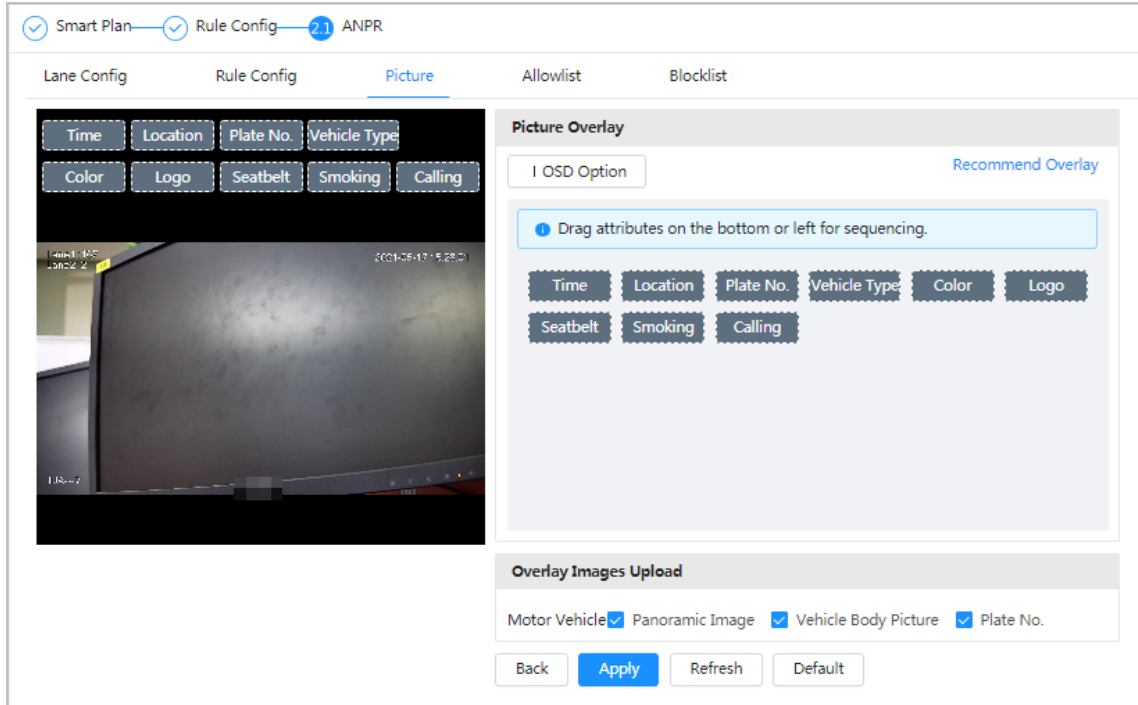 Smart Plan Rule Config 2.1 ANPR
Lane Config Rule Config Picture Allowlist Blocklist
Time Location Plate No. Vehicle Type
Color Logo Seatbelt Smoking Calling
Picture Overlay
I OSD Option Recommend Overlay
Drag attributes on the bottom or left for sequencing.
Time Location Plate No. Vehicle Type Color Logo
Seatbelt Smoking Calling
Overlay Images Upload
Motor Vehicle Panoramic Image Vehicle Body Picture Plate No.
Back Apply Refresh Default